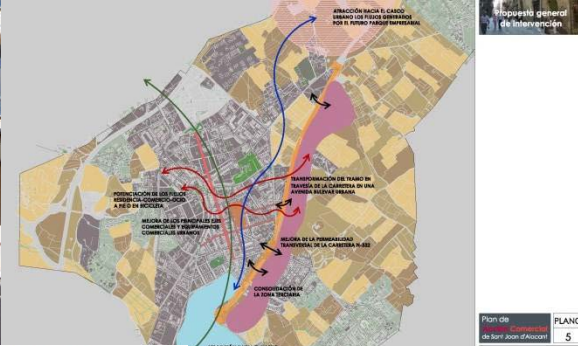 ATRACCIÓN HACIA EL CASCO
URBANO LOS FLUJOS GENERADOS
POR EL FUTURO PARQUE EMPRESARIAL
Propuesta general
de intervención
TRANSFORMACIÓN DEL TRAMO EN
TRAVESÍA DE LA CARRETERA EN UNA
AVENIDA BULEVAR URBANA
POTENCIACIÓN DE LOS FLUJOS
RESIDENCIA-COMERCIO-OCIO
A PIE O EN BICICLETA
MEJORA DE LOS PRINCIPALES EJES
COMERCIALES Y EQUIPAMIENTOS
COMERCIALES URBANOS
MEJORA DE LA PERMEABILIDAD
TRANSVERSAL DE LA CARRETERA N-332
CONSOLIDACIÓN DE
LA ZONA TERCIARIA
Plan de
Acción Comercial
de Sant Joan d'Alacant
PLANO
5